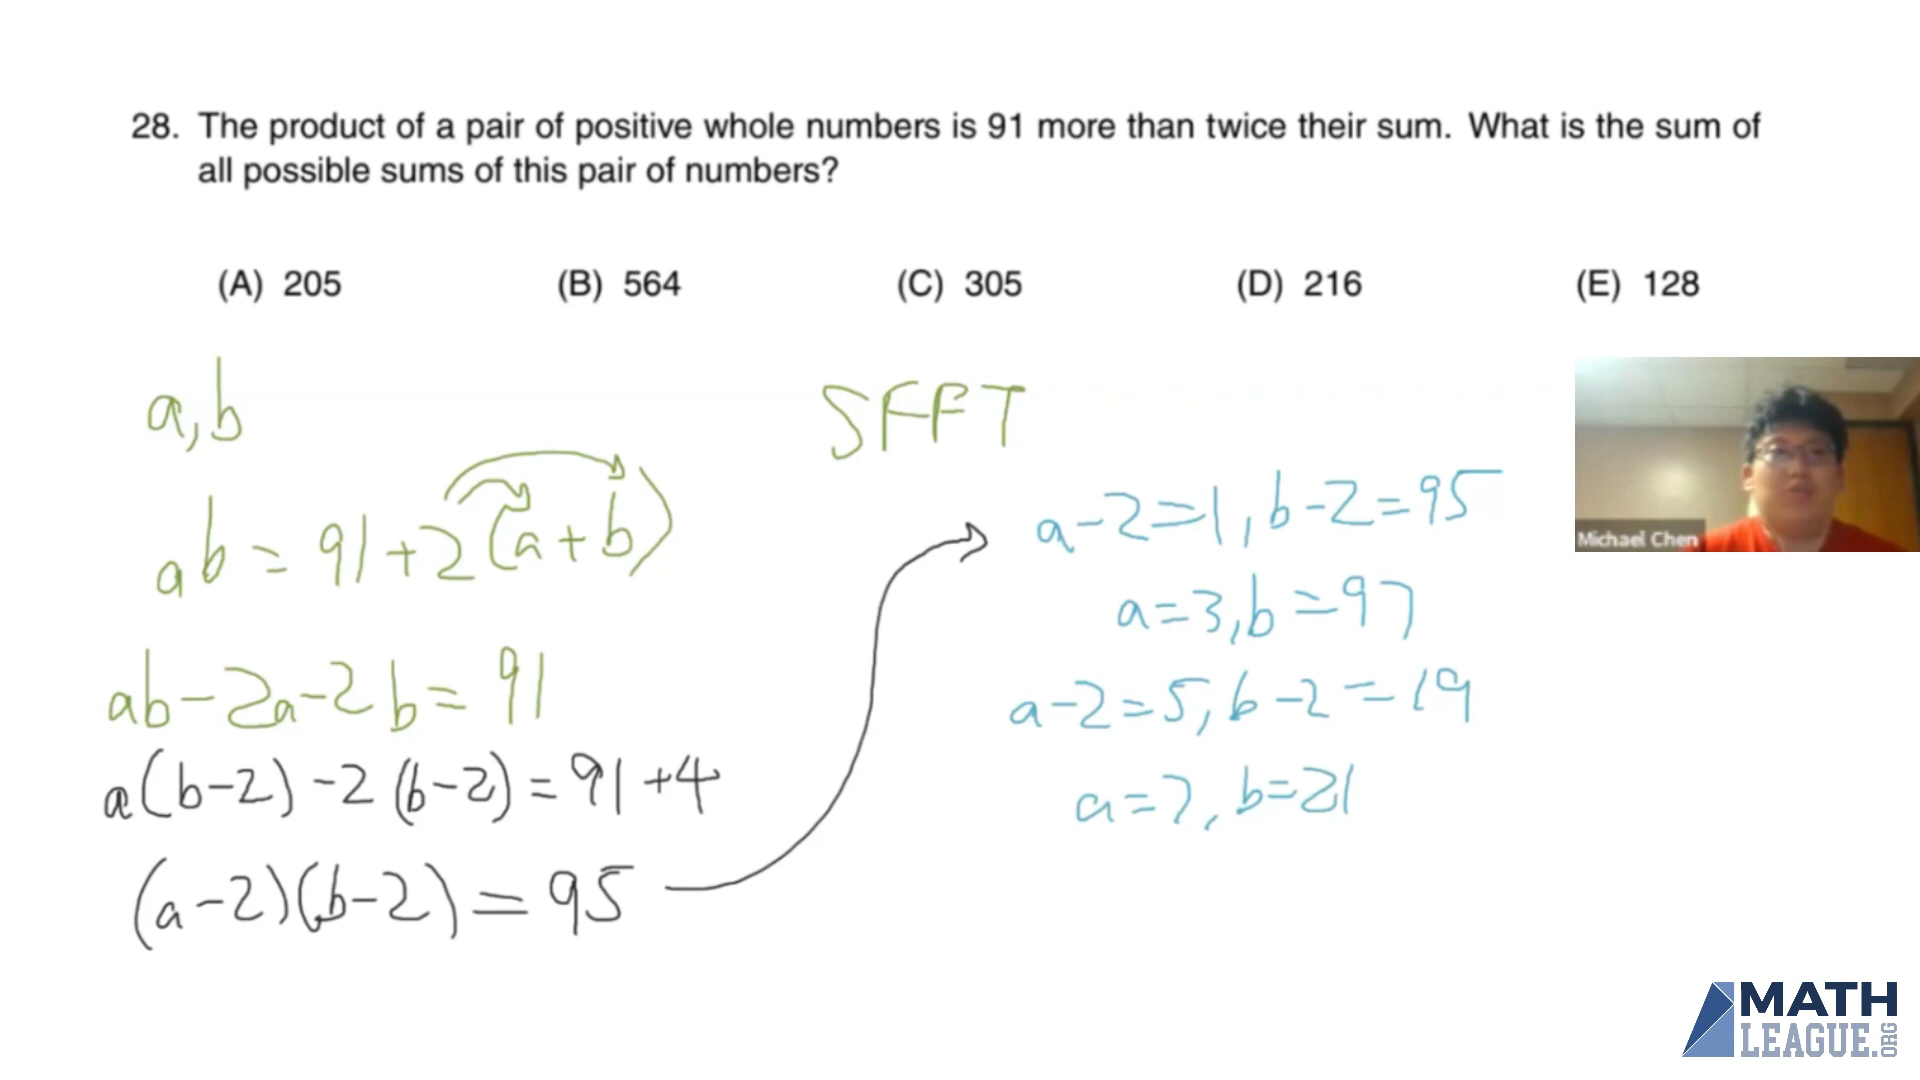 28. The product of a pair of positive whole numbers is 91 more than twice their sum. What is the sum of
all possible sums of this pair of numbers?
(A) 205 (B) 564 (C) 305 (D) 216 (E) 128
a,b
ab = 91+2(a+b)
ab-2a-2b = 91
a(b-2)-2(b-2)=91+4
(a-2)(b-2)=95
SFFT
a-2=1, b-2=95
a=3, b=97
a-2=5, b-2=19
a=7, b=21
Michael Chen
MATH
LEAGUE.ORG